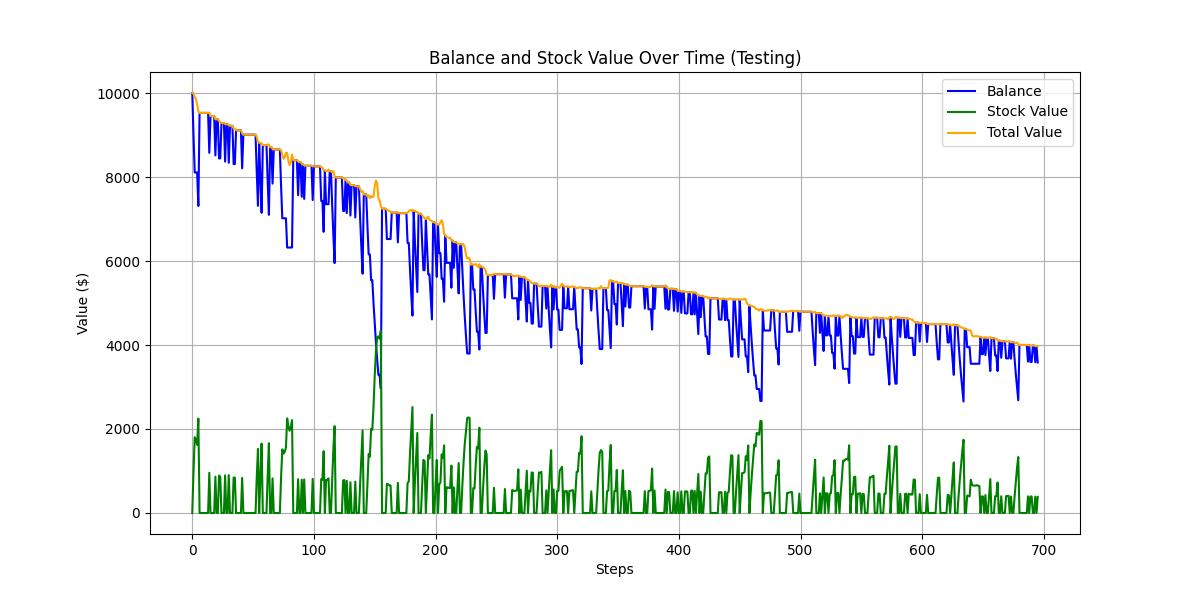 Balance and Stock Value Over Time (Testing)
Balance
Stock Value
Total Value
Value ($)
10000
8000
6000
4000
2000
0
0 100 200 300 400 500 600 700
Steps